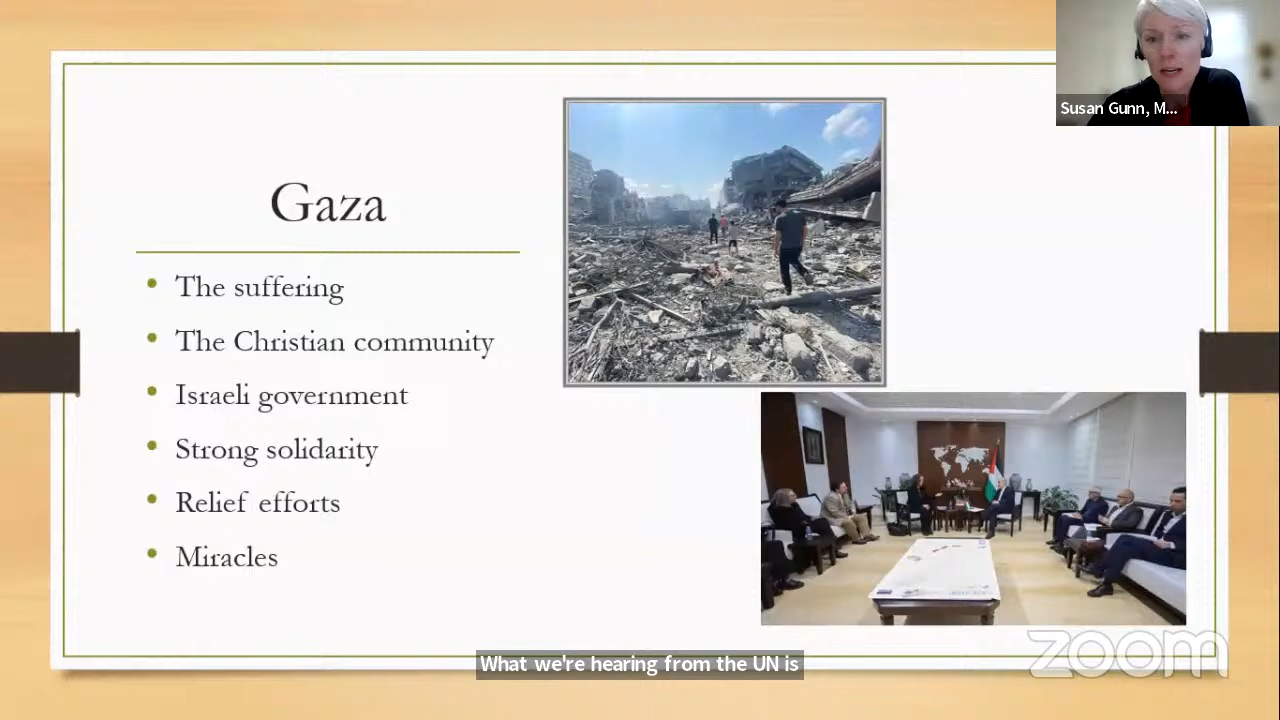 Susan Gunn, M...
Gaza
• The suffering
• The Christian community
• Israeli government
• Strong solidarity
• Relief efforts
• Miracles
zoom
What we're hearing from the UN is